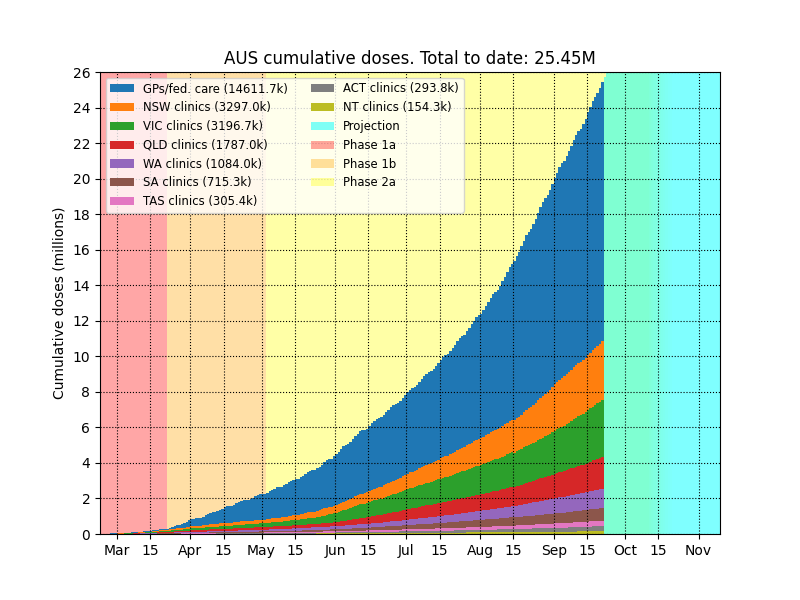 AUS cumulative doses. Total to date: 25.45M
Cumulative doses (millions)
26
24
22
20
18
16
14
12
10
8
6
4
2
0
GPs/fed. care (14611.7k)
NSW clinics (3297.0k)
VIC clinics (3196.7k)
QLD clinics (1787.0k)
WA clinics (1084.0k)
SA clinics (715.3k)
TAS clinics (305.4k)
ACT clinics (293.8k)
NT clinics (154.3k)
Projection
Phase 1a
Phase 1b
Phase 2a
Mar 15 Apr 15 May 15 Jun 15 Jul 15 Aug 15 Sep 15 Oct 15 Nov